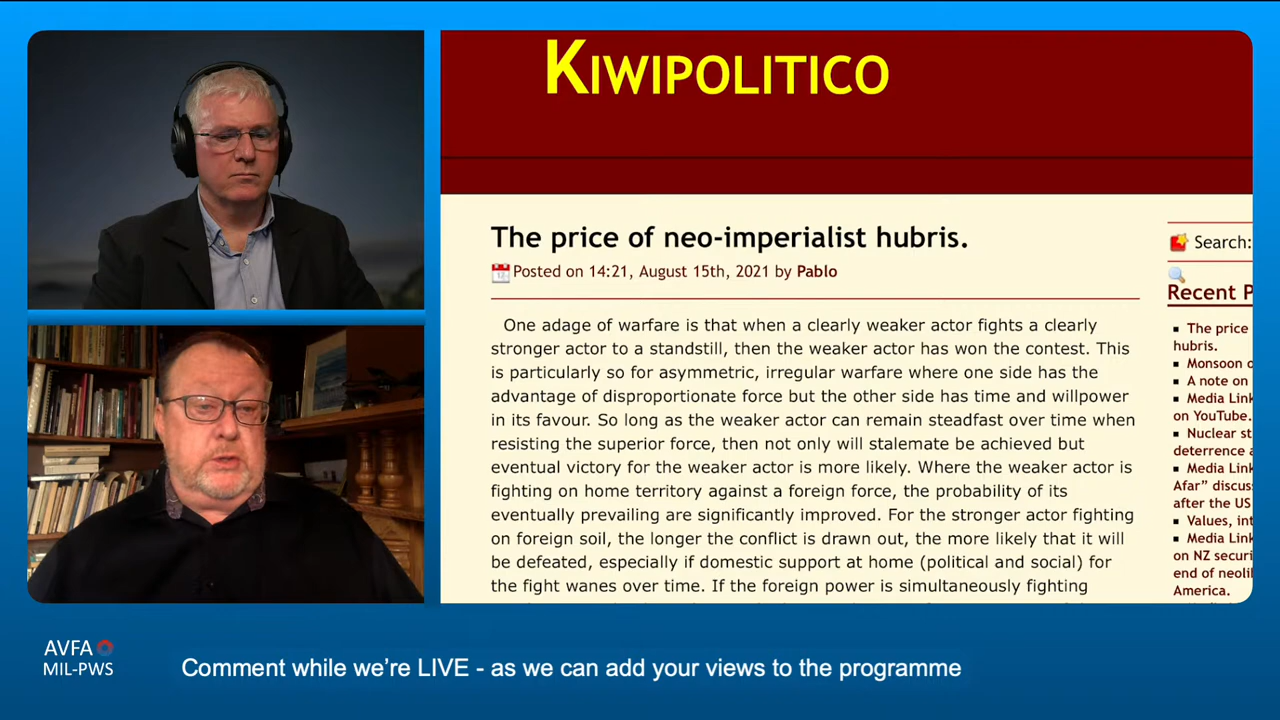 KIWIPOLITICO
The price of neo-imperialist hubris.
Posted on 14:21, August 15th, 2021 by Pablo
One adage of warfare is that when a clearly weaker actor fights a clearly
stronger actor to a standstill, then the weaker actor has won the contest. This
is particularly so for asymmetric, irregular warfare where one side has the
advantage of disproportionate force but the other side has time and willpower
in its favour. So long as the weaker actor can remain steadfast over time when
resisting the superior force, then not only will stalemate be achieved but
eventual victory for the weaker actor is more likely. Where the weaker actor is
fighting on home territory against a foreign force, the probability of its
eventually prevailing are significantly improved. For the stronger actor fighting
on foreign soil, the longer the conflict is drawn out, the more likely that it will
be defeated, especially if domestic support at home (political and social) for
the fight wanes over time. If the foreign power is simultaneously fighting
Search:
Recent P
The price
hubris.
Monsoon o
A note on
Media Link
on YouTube.
Nuclear st
deterrence a
Media Link
Afar” discus
after the US
Values, int
Media Link
on NZ securi
end of neolib
America.
AVFA
MIL-PWS
Comment while we’re LIVE - as we can add your views to the programme